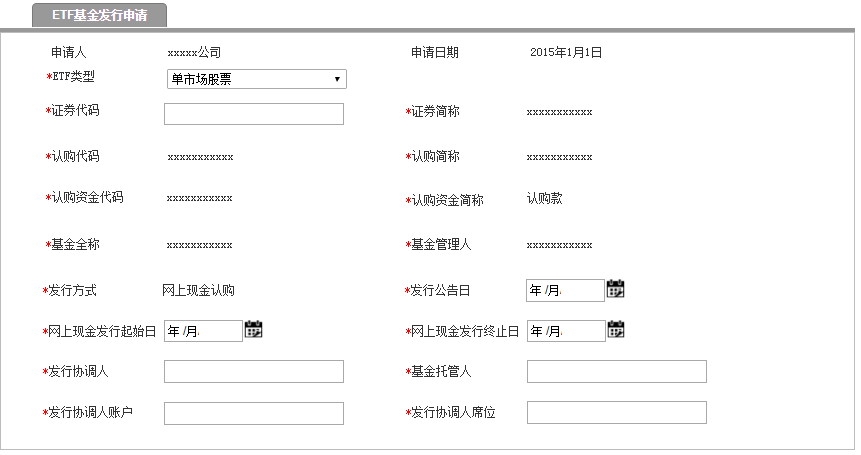 ETF基金发行申请
申请人 xxxxx公司 申请日期 2015年1月1日
*ETF类型 单市场股票
*证券代码 *证券简称 xxxxxxxxxxx
*认购代码 xxxxxxxxxxx *认购简称 xxxxxxxxxxx
*认购资金代码 xxxxxxxxxxx *认购资金简称 认购款
*基金全称 xxxxxxxxxxx *基金管理人 xxxxxxxxxxx
*发行方式 网上现金认购 *发行公告日 年 /月
*网上现金发行起始日 年 /月 *网上现金发行终止日 年 /月
*发行协调人 *基金托管人
*发行协调人账户 *发行协调人席位